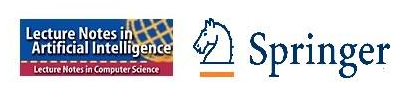 Lecture Notes in
Artificial Intelligence
Lecture Notes in Computer Science
Springer